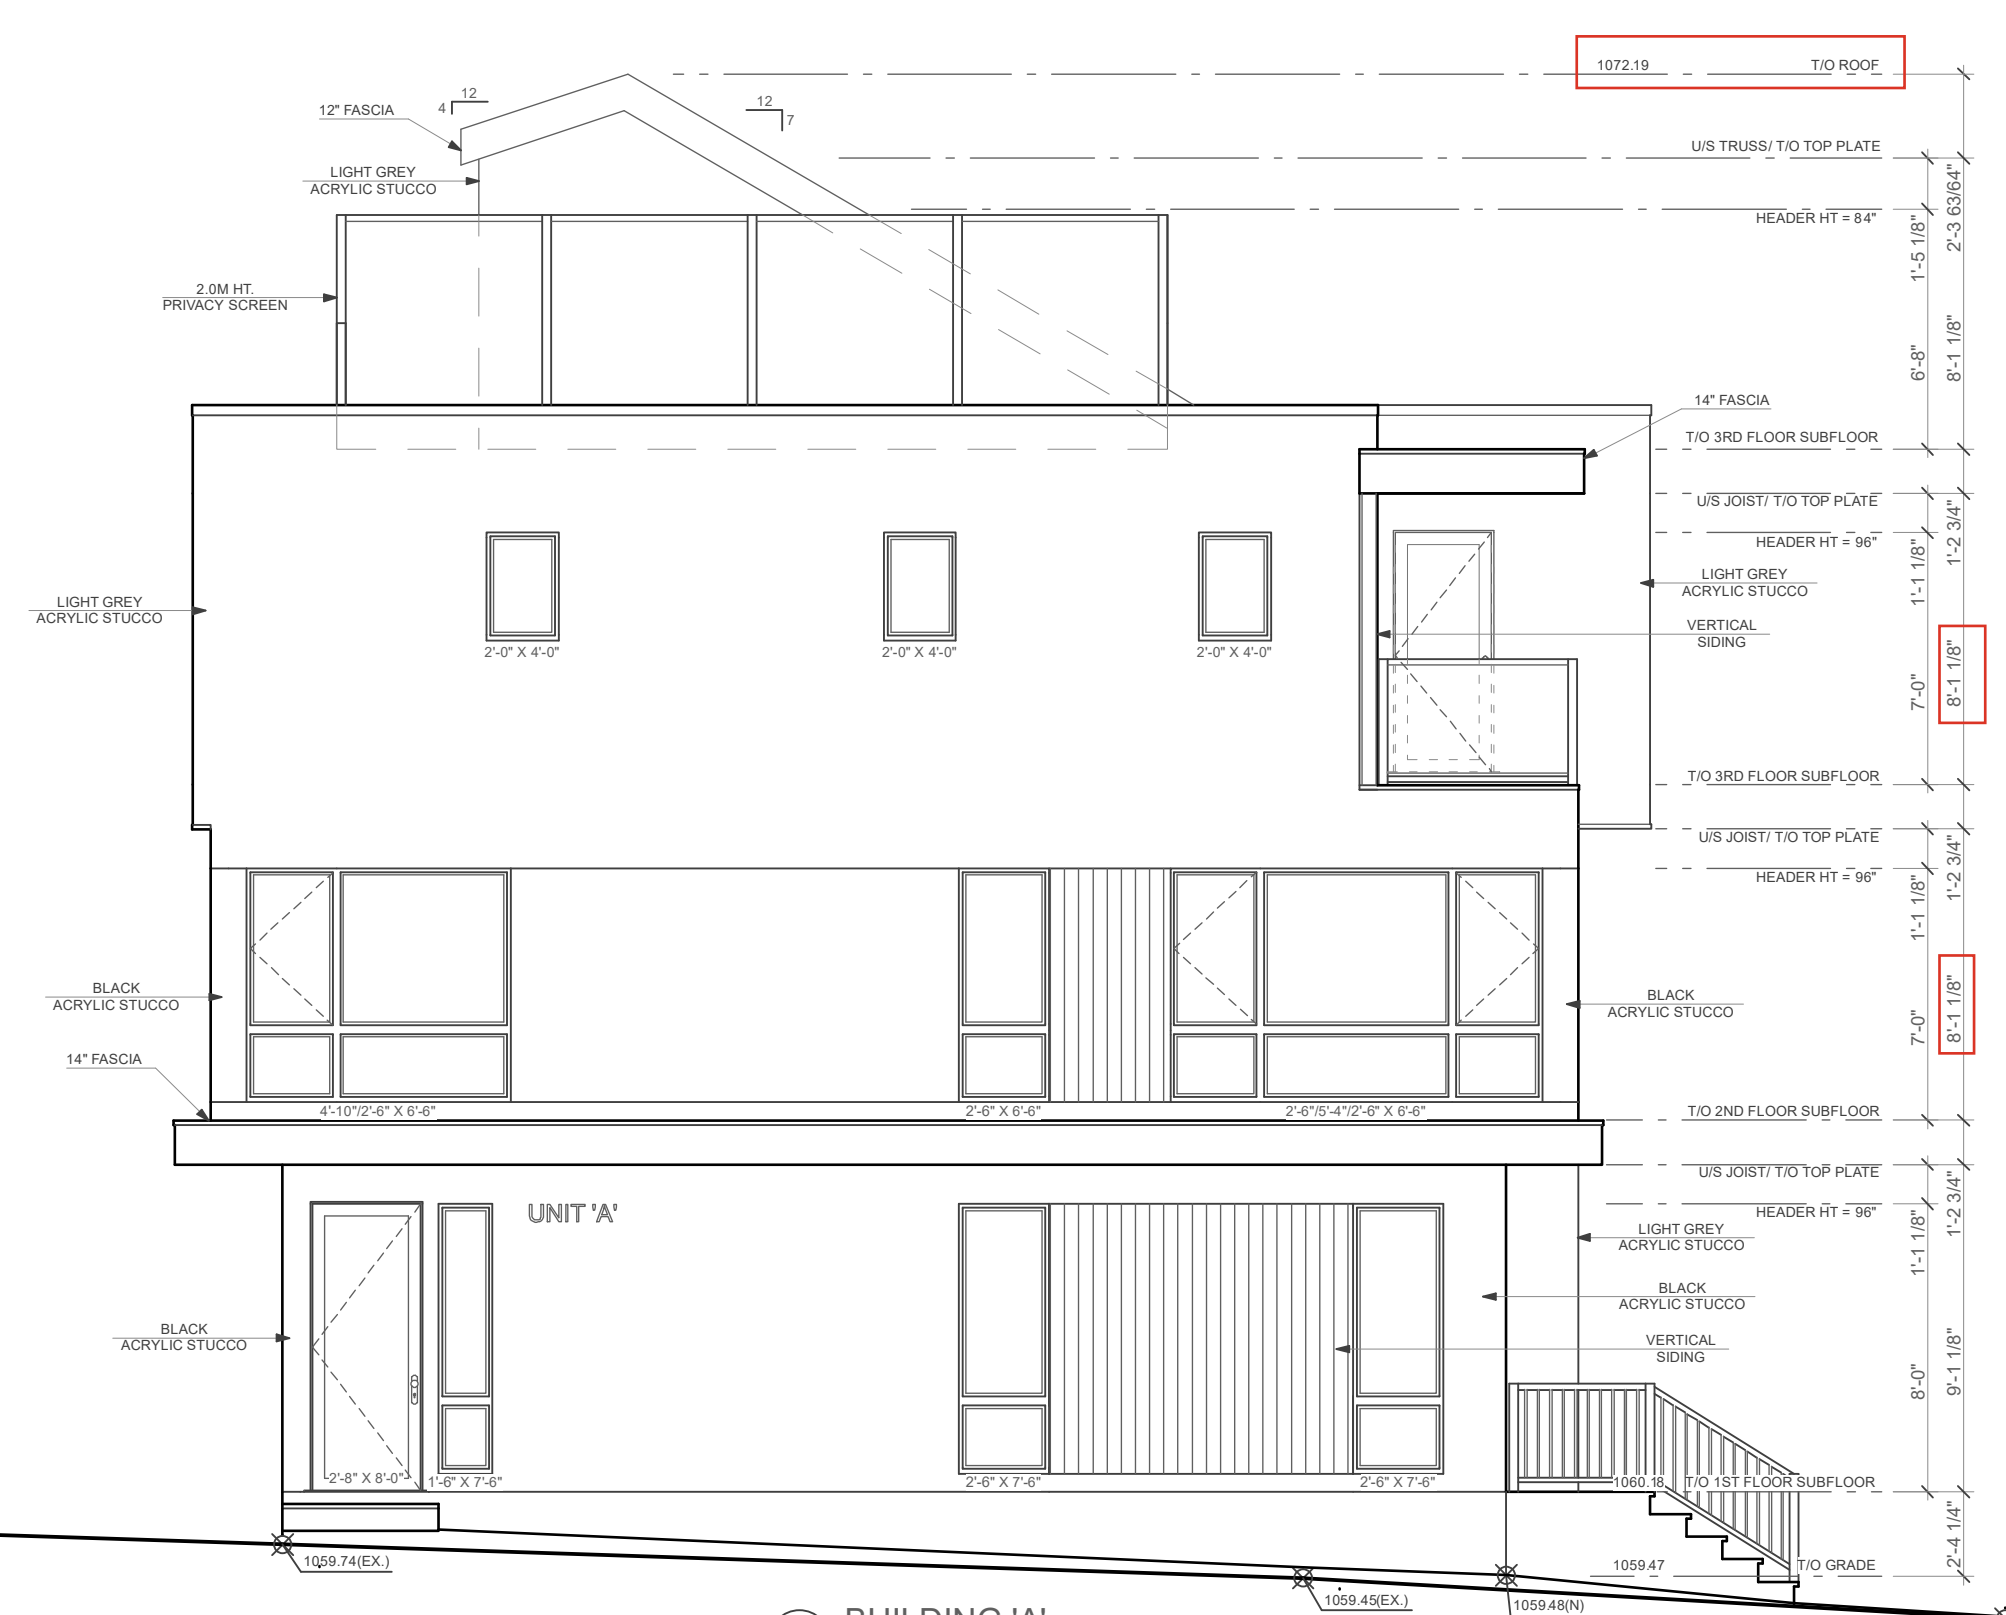 1072.19 T/O ROOF
12
4
12
7
12" FASCIA
U/S TRUSS/ T/O TOP PLATE
LIGHT GREY
ACRYLIC STUCCO
2'-3 63/64"
HEADER HT = 84"
1'-5 1/8"
2.0M HT.
PRIVACY SCREEN
6'-8"
8'-1 1/8"
14" FASCIA
T/O 3RD FLOOR SUBFLOOR
U/S JOIST/ T/O TOP PLATE
1'-2 3/4"
HEADER HT = 96"
1'-1 1/8"
LIGHT GREY
ACRYLIC STUCCO
LIGHT GREY
ACRYLIC STUCCO
VERTICAL
SIDING
2'-0" X 4'-0"
2'-0" X 4'-0"
2'-0" X 4'-0"
7'-0"
8'-1 1/8"
T/O 3RD FLOOR SUBFLOOR
U/S JOIST/ T/O TOP PLATE
1'-2 3/4"
HEADER HT = 96"
1'-1 1/8"
BLACK
ACRYLIC STUCCO
BLACK
ACRYLIC STUCCO
7'-0"
8'-1 1/8"
14" FASCIA
4'-10"/2'-6" X 6'-6"
2'-6" X 6'-6"
2'-6"/5'-4"/2'-6" X 6'-6"
T/O 2ND FLOOR SUBFLOOR
U/S JOIST/ T/O TOP PLATE
1'-2 3/4"
UNIT 'A'
HEADER HT = 96"
1'-1 1/8"
LIGHT GREY
ACRYLIC STUCCO
BLACK
ACRYLIC STUCCO
BLACK
ACRYLIC STUCCO
VERTICAL
SIDING
8'-0"
9'-1 1/8"
2'-8" X 8'-0"
1'-6" X 7'-6"
2'-6" X 7'-6"
2'-6" X 7'-6"
1060.18 T/O 1ST FLOOR SUBFLOOR
2'-4 1/4"
1059.74(EX.)
1059.47 T/O GRADE
1059.45(EX.)
1059.48(N)
BUILDING 'A'